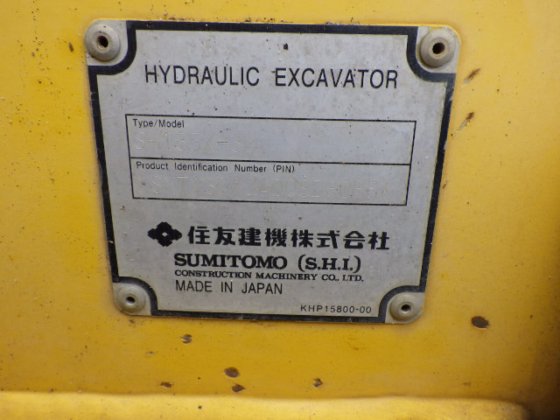 HYDRAULIC EXCAVATOR
Type/Model
Product Identification Number (PIN)
住友建機株式会社
SUMITOMO (S.H.I.)
CONSTRUCTION MACHINERY CO., LTD.
MADE IN JAPAN
KHP15800-00